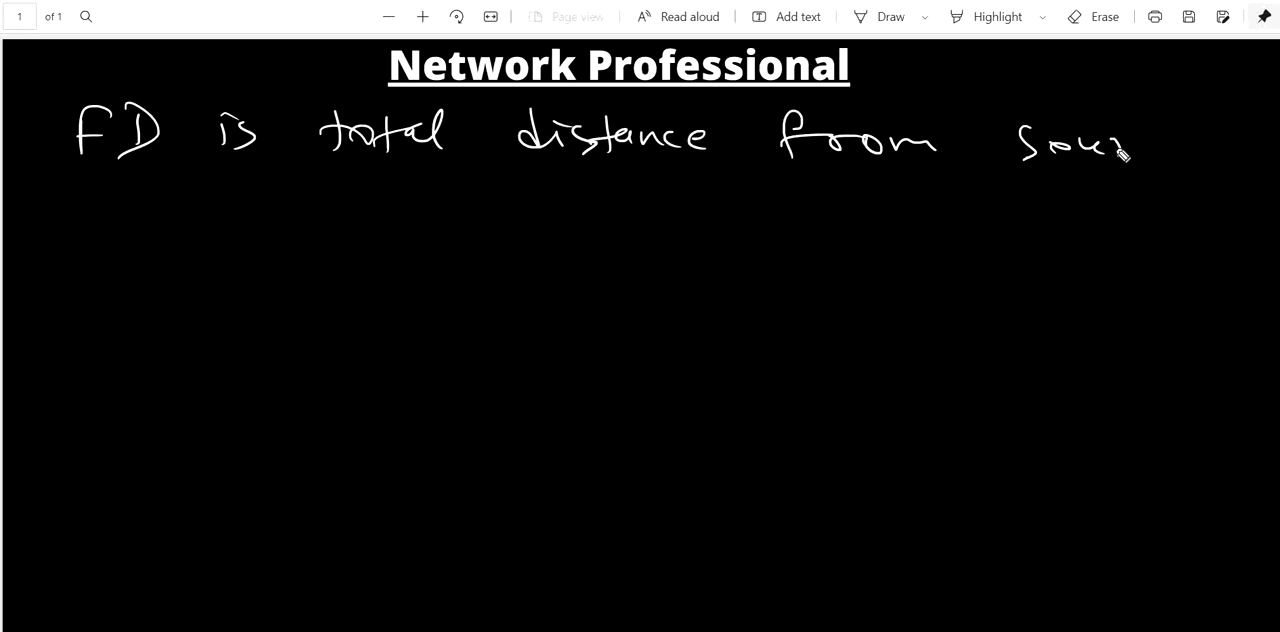 1 of 1 Page view Read aloud Add text Draw Highlight Erase
Network Professional
FD is total distance from sour